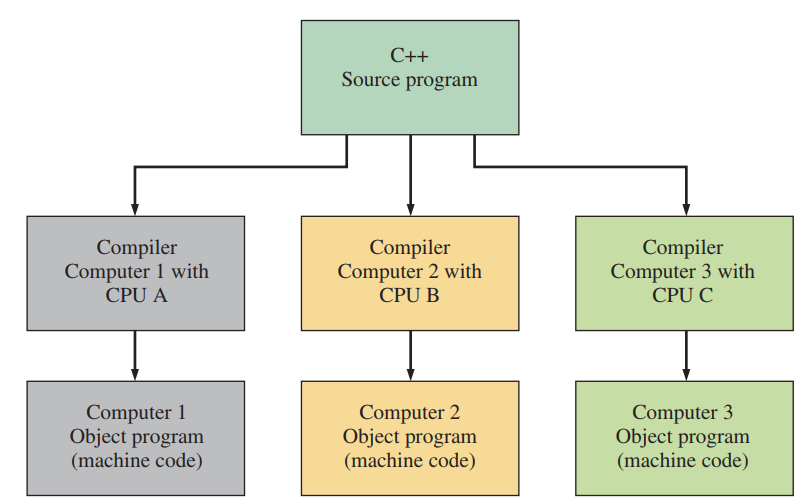 C++
Source program
Compiler
Computer 1 with
CPU A
Compiler
Computer 2 with
CPU B
Compiler
Computer 3 with
CPU C
Computer 1
Object program
(machine code)
Computer 2
Object program
(machine code)
Computer 3
Object program
(machine code)